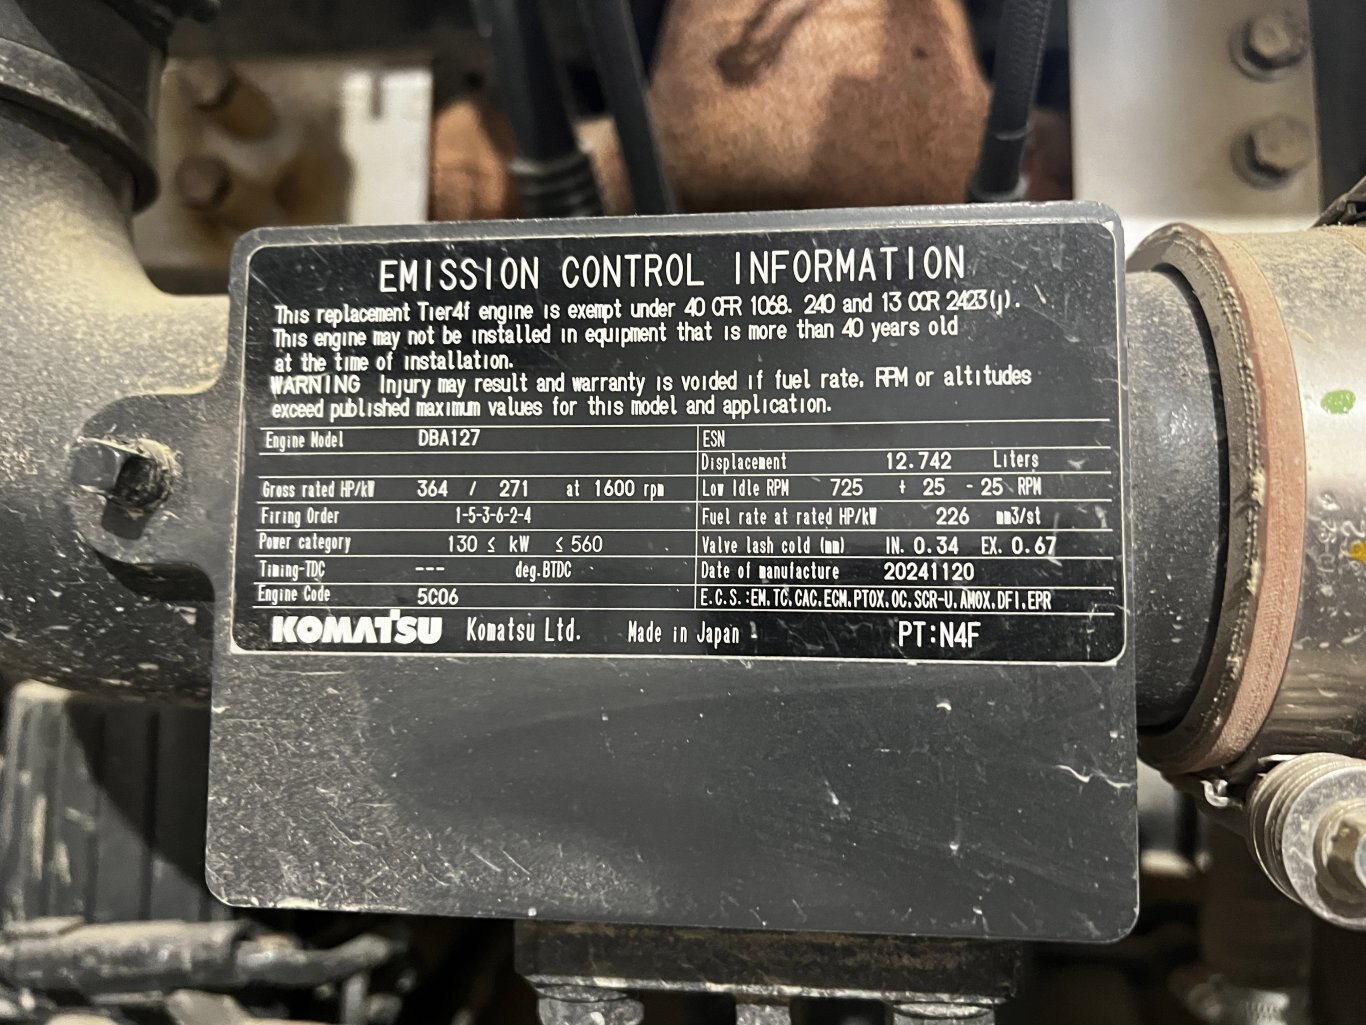 EMISSION CONTROL INFORMATION
This replacement Tier4f engine is exempt under 40 CFR 1068. 240 and 13 CCR 2423(j).
This engine may not be installed in equipment that is more than 40 years old
at the time of installation.
WARNING Injury may result and warranty is voided if fuel rate. RPM or altitudes
exceed published maximum values for this model and application.
Engine Model DBA127 ESN
Displacement 12.742 Liters
Gross rated HP/kW 364 / 271 at 1600 rpm Low Idle RPM 725 + 25 - 25 RPM
Firing Order 1-5-3-6-2-4 Fuel rate at rated HP/kW 226 mm3/st
Power category 130 ≤ kW ≤ 560 Valve lash cold (mm) IN. 0.34 EX. 0.67
Timing-TDC --- deg.BTDC Date of manufacture 20241120
Engine Code 5C06 E.C.S.:EM.TC.CAC.ECM.PTOX.OC.SCR-U.AMOX.DFI.EPR
KOMATSU Komatsu Ltd. Made in Japan - PT:N4F